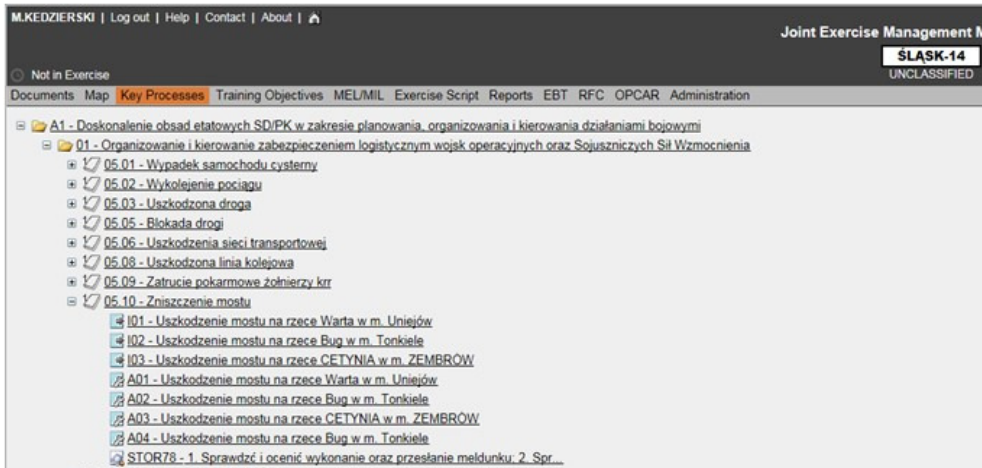 M.KEDZIERSKI | Log out | Help | Contact | About |
Joint Exercise Management M
ŚLĄSK-14
Not in Exercise
UNCLASSIFIED
Documents Map Key Processes Training Objectives MEL/MIL Exercise Script Reports EBT RFC OPCAR Administration
A1 - Doskonalenie obsad etatowych SD/PK w zakresie planowania, organizowania i kierowania działaniami bojowymi
01 - Organizowanie i kierowanie zabezpieczeniem logistycznym wojsk operacyjnych oraz Sojuszniczych Sił Wzmocnienia
05.01 - Wypadek samochodu cysterny
05.02 - Wykolejenie pociągu
05.03 - Uszkodzona droga
05.05 - Blokada drogi
05.06 - Uszkodzenia sieci transportowej
05.08 - Uszkodzona linia kolejowa
05.09 - Zatrucie pokarmowe żołnierzy krr
05.10 - Zniszczenie mostu
I01 - Uszkodzenie mostu na rzece Warta w m. Uniejów
I02 - Uszkodzenie mostu na rzece Bug w m. Tonkiele
I03 - Uszkodzenie mostu na rzece CETYNIA w m. ZEMBRÓW
A01 - Uszkodzenie mostu na rzece Warta w m. Uniejów
A02 - Uszkodzenie mostu na rzece Bug w m. Tonkiele
A03 - Uszkodzenie mostu na rzece CETYNIA w m. ZEMBRÓW
A04 - Uszkodzenie mostu na rzece Bug w m. Tonkiele
STOR78 - 1. Sprawdzć i ocenić wykonanie oraz przesłanie meldunku: 2. Spr...